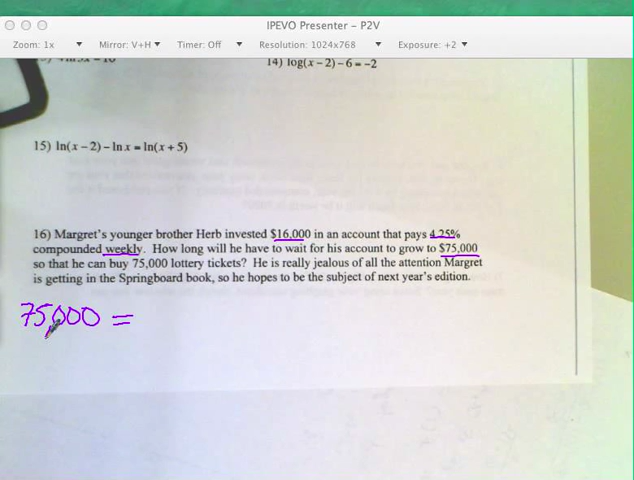 IPEVO Presenter – P2V
Zoom: 1x Mirror: V+H Timer: Off Resolution: 1024x768 Exposure: +2
14) log(x – 2) – 6 = –2
15) ln(x – 2) – ln x = ln(x + 5)
16) Margret's younger brother Herb invested $16,000 in an account that pays 4.25%
compounded weekly. How long will he have to wait for his account to grow to $75,000
so that he can buy 75,000 lottery tickets? He is really jealous of all the attention Margret
is getting in the Springboard book, so he hopes to be the subject of next year's edition.
75,000 =